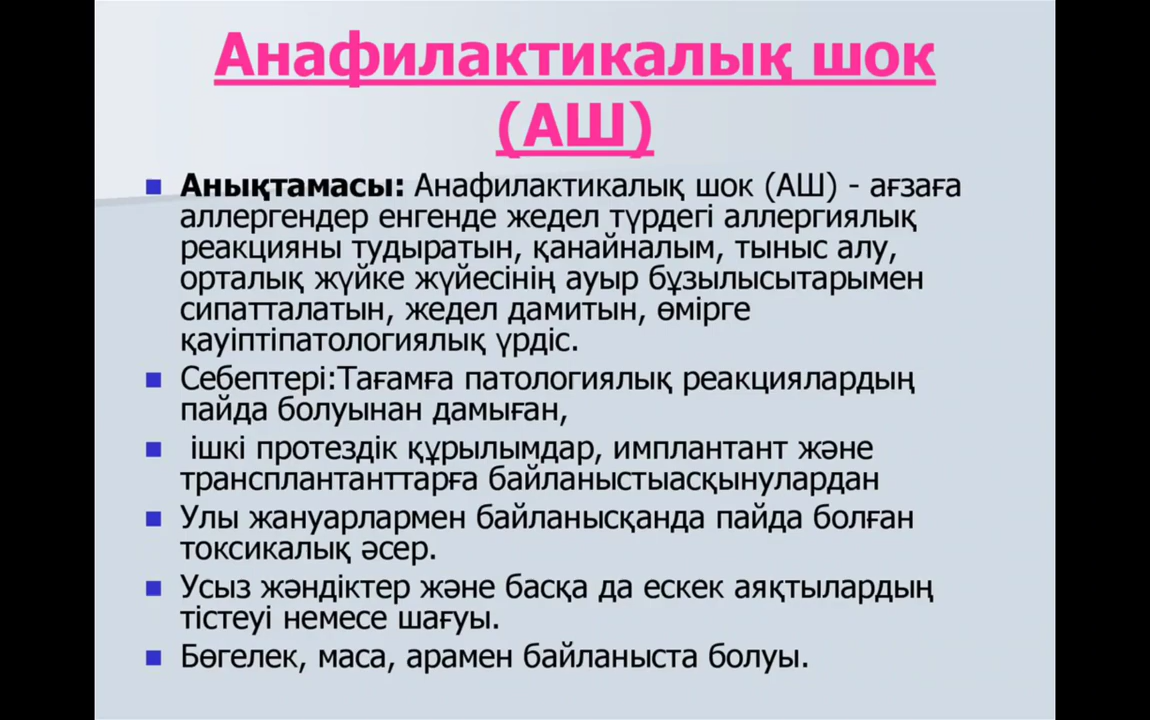 Анафилактикалық шок
(АШ)
Анықтамасы: Анафилактикалық шок (АШ) - ағзаға
аллергендер енгенде жедел түрдегі аллергиялық
реакцияны тудыратын, қанайналым, тыныс алу,
орталық жүйке жүйесінің ауыр бұзылысытарымен
сипатталатын, жедел дамитын, өмірге
қауіптіпатологиялық үрдіс.
Себептері:Тағамға патологиялық реакциялардың
пайда болуынан дамыған,
ішкі протездік құрылымдар, имплантант және
трансплантанттарға байланыстыасқынулардан
Улы жануарлармен байланысқанда пайда болған
токсикалық әсер.
Усыз жәндіктер және басқа да ескек аяқтылардың
тістеуі немесе шағуы.
Бөгелек, маса, арамен байланыста болуы.